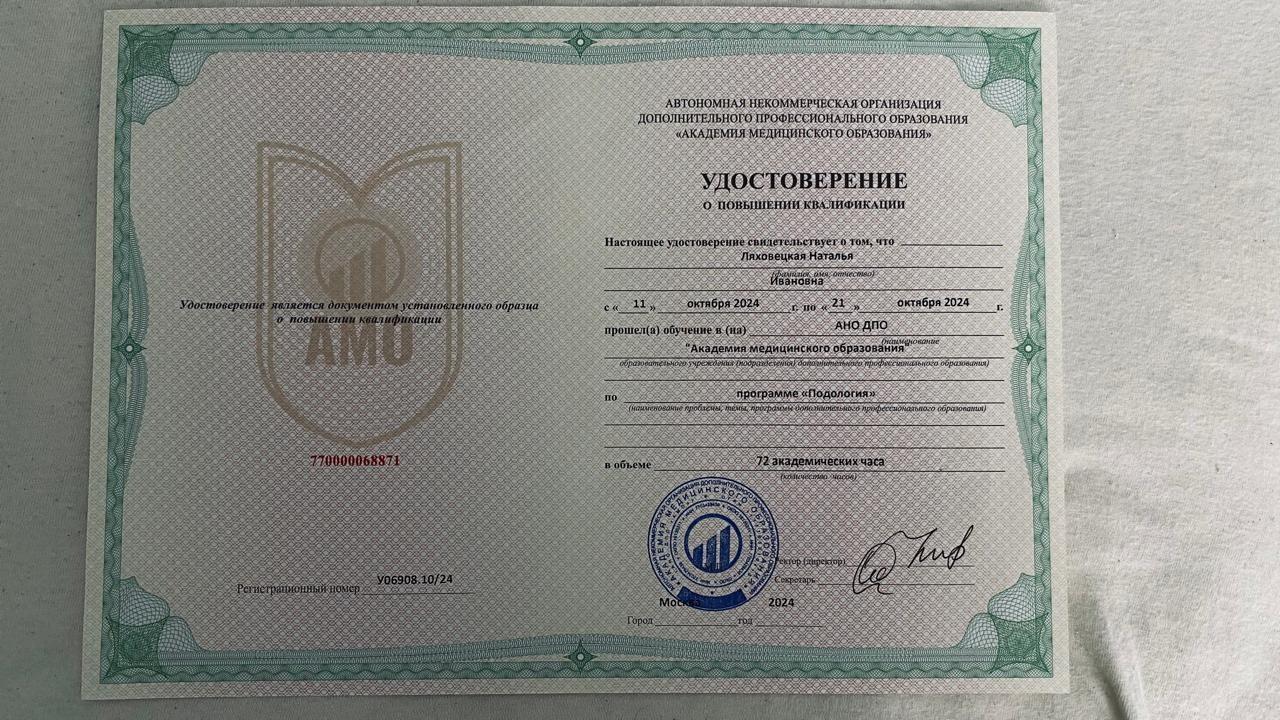 Удостоверение является документом установленного образца
о повышении квалификации
АМО
770000068871
Регистрационный номер У06908.10/24
АВТОНОМНАЯ НЕКОММЕРЧЕСКАЯ ОРГАНИЗАЦИЯ
ДОПОЛНИТЕЛЬНОГО ПРОФЕССИОНАЛЬНОГО ОБРАЗОВАНИЯ
«АКАДЕМИЯ МЕДИЦИНСКОГО ОБРАЗОВАНИЯ»
УДОСТОВЕРЕНИЕ
О ПОВЫШЕНИИ КВАЛИФИКАЦИИ
Настоящее удостоверение свидетельствует о том, что
Ляховецкая Наталья
(фамилия, имя, отчество)
Ивановна
с « 11 » октября 2024 г. по « 21 » октября 2024 г.
прошел(а) обучение в (на) АНО ДПО
(наименование
"Академия медицинского образования"
образовательного учреждения (подразделения) дополнительного профессионального образования)
по программе «Подология»
(наименование проблемы, темы, программы дополнительного профессионального образования)
в объеме 72 академических часа
(количество часов)
АКАДЕМИЯ МЕДИЦИНСКОГО ОБРАЗОВАНИЯ
Ректор (директор)
Секретарь
Москва 2024
Город год